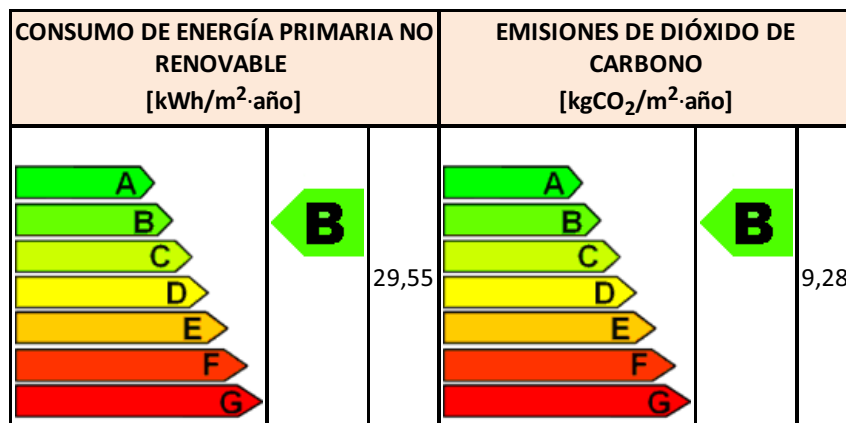 CONSUMO DE ENERGÍA PRIMARIA NO
RENOVABLE
[kWh/m²·año]
EMISIONES DE DIÓXIDO DE
CARBONO
[kgCO₂/m²·año]
A
B
C
D
E
F
G
B
29,55
A
B
C
D
E
F
G
B
9,28